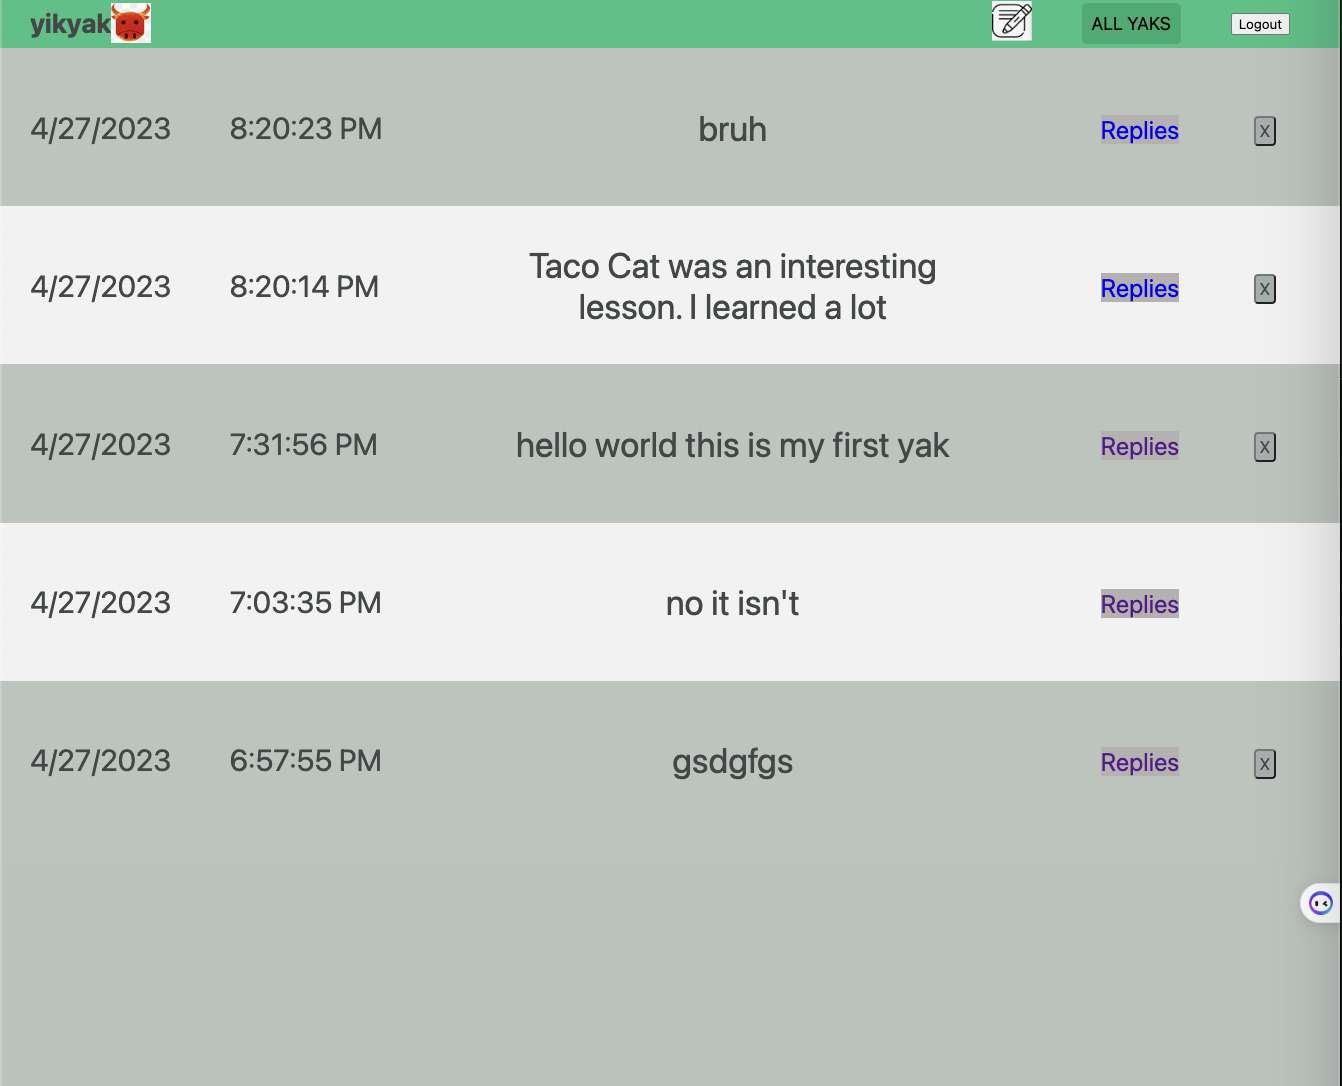 yikyak ALL YAKS Logout
4/27/2023 8:20:23 PM bruh Replies X
4/27/2023 8:20:14 PM Taco Cat was an interesting
lesson. I learned a lot Replies X
4/27/2023 7:31:56 PM hello world this is my first yak Replies X
4/27/2023 7:03:35 PM no it isn't Replies
4/27/2023 6:57:55 PM gsdgfgs Replies X